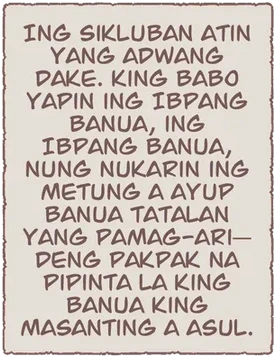 ING SIKLUBAN ATIN
YANG ADWANG
DAKE. KING BABO
YAPIN ING IBPANG
BANUA, ING
IBPANG BANUA,
NUNG NUKARIN ING
METUNG A AYUP
BANUA TATALAN
YANG PAMAG-ARI—
DENG PAKPAK NA
PIPINTA LA KING
BANUA KING
MASANTING A ASUL.